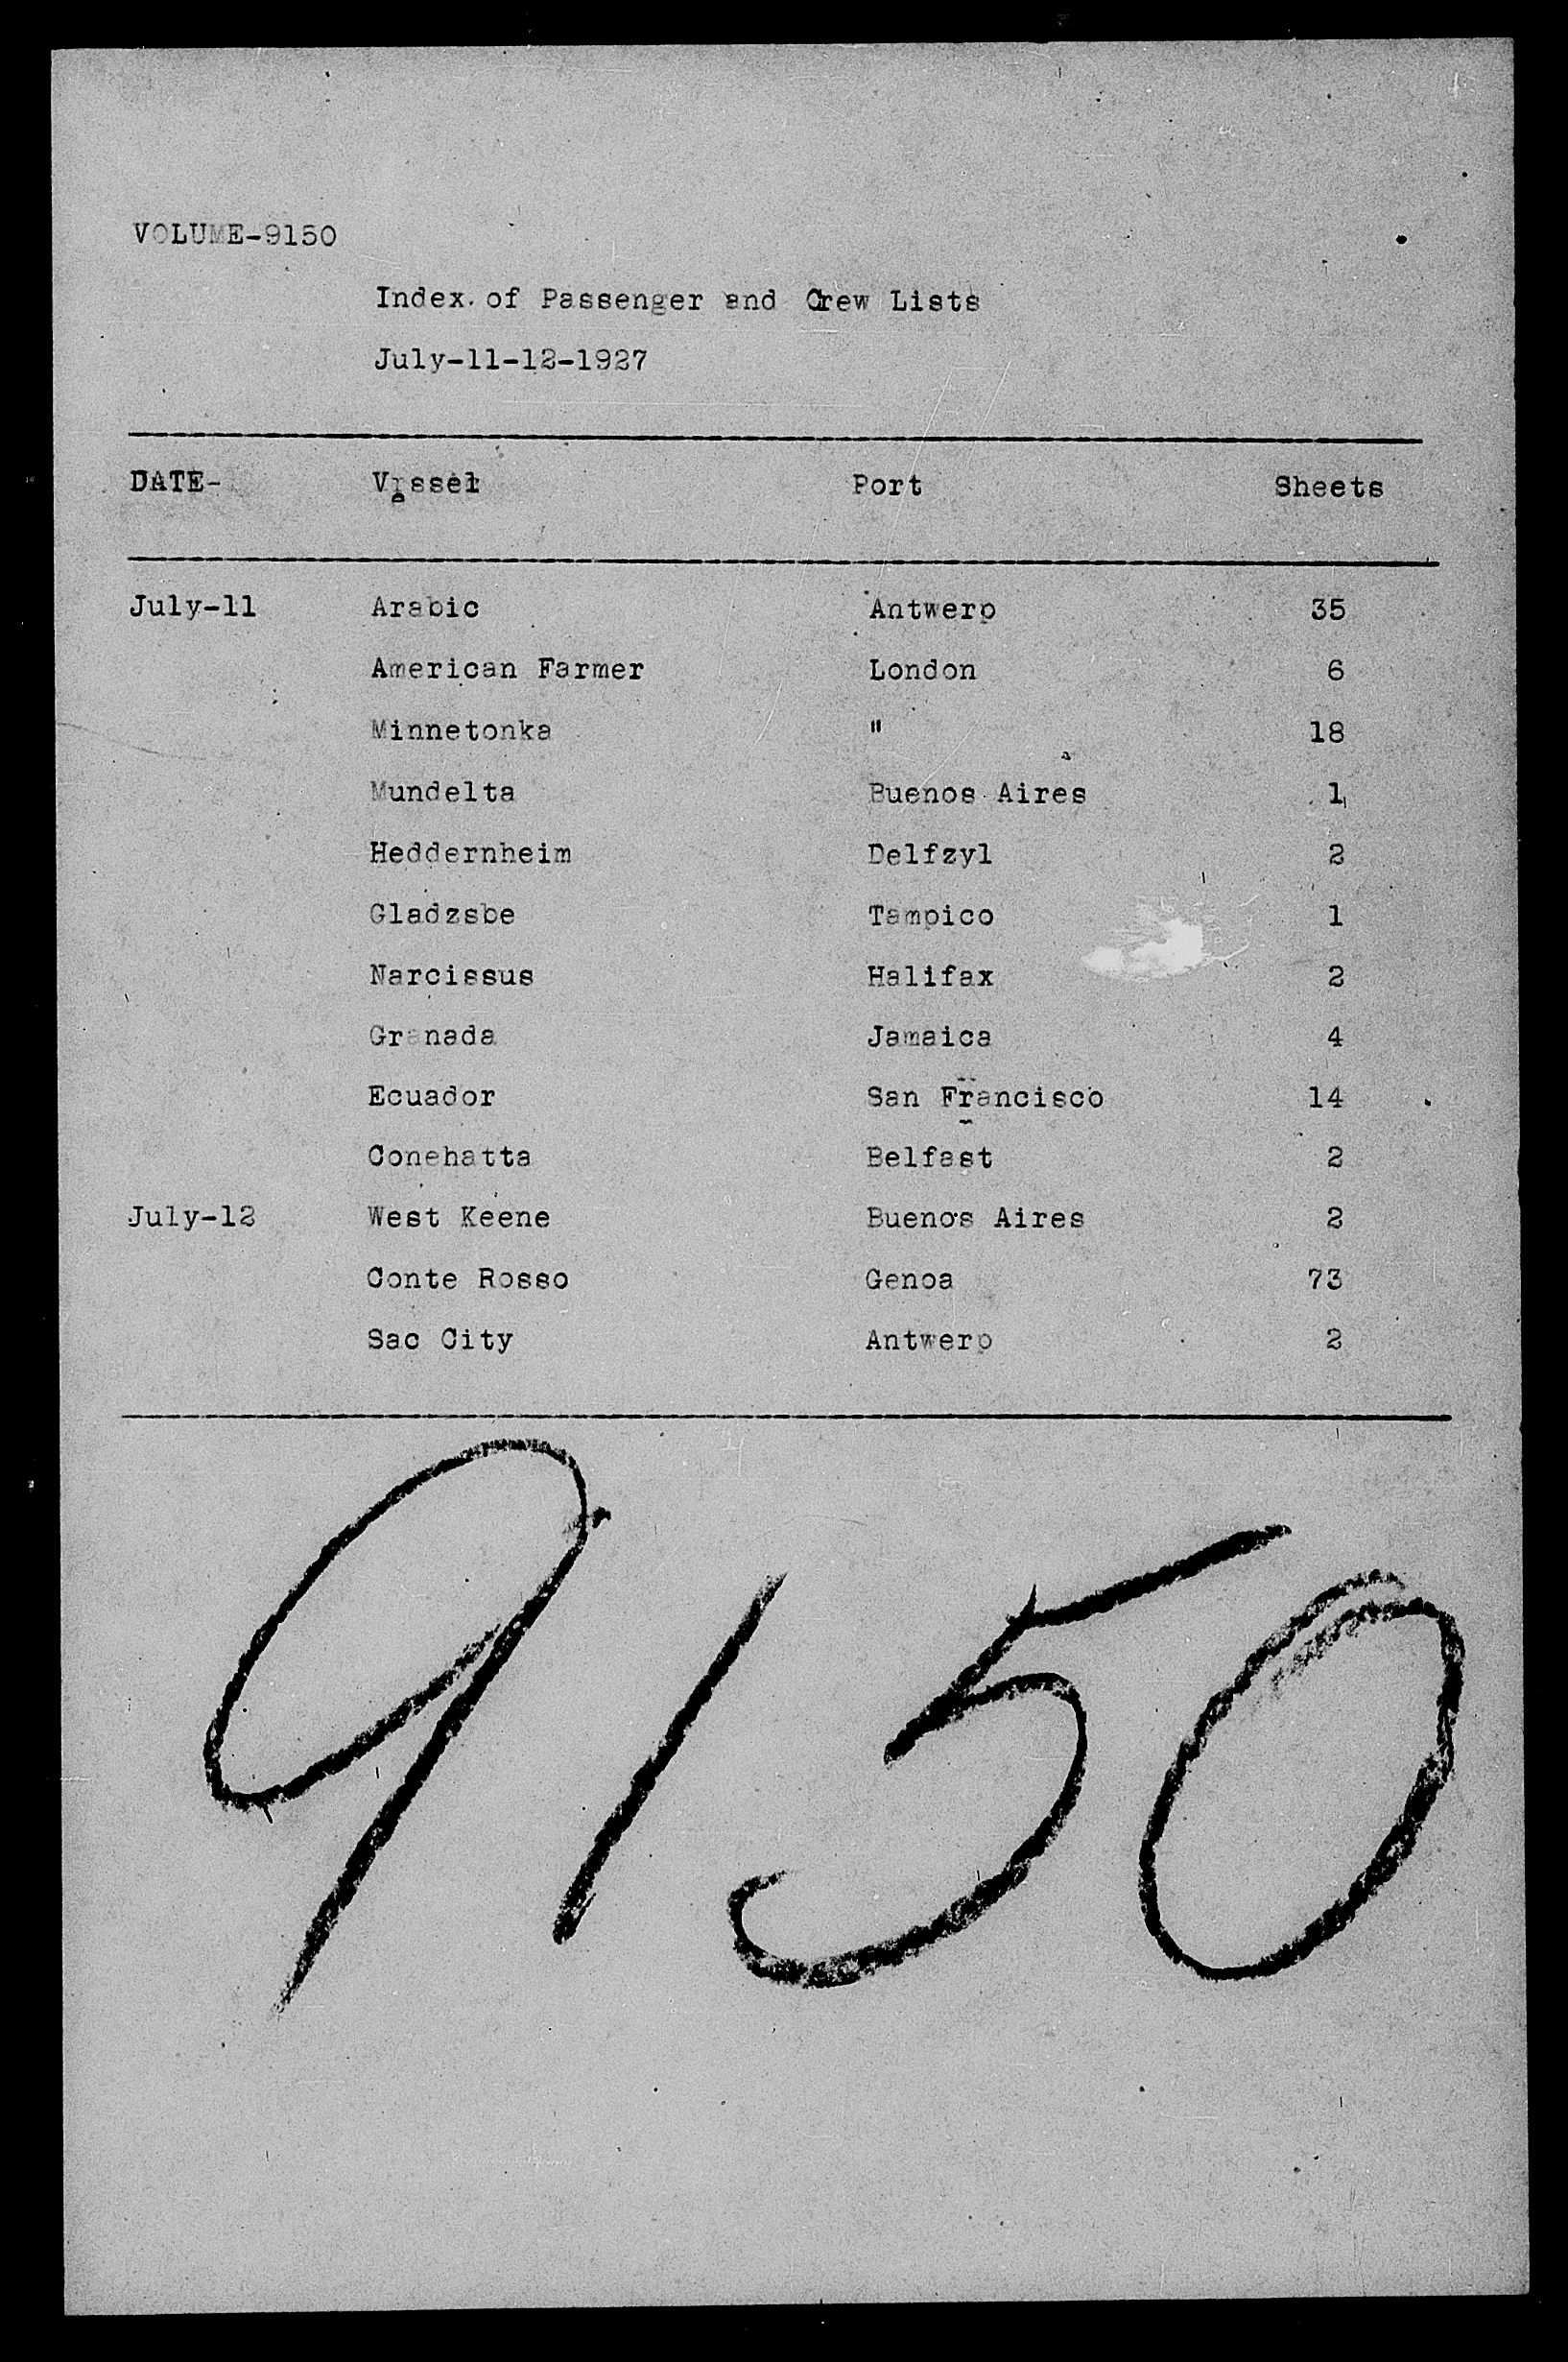 VOLUME-9150
Index of Passenger and Crew Lists
July-11-12-1927
DATE- Vessel Port Sheets
July-11 Arabic Antwerp 35
American Farmer London 6
Minnetonka " 18
Mundelta Buenos Aires 1
Heddernheim Delfzyl 2
Gladzsbe Tampico 1
Narcissus Halifax 2
Granada Jamaica 4
Ecuador San Francisco 14
Conehatta Belfast 2
July-12 West Keene Buenos Aires 2
Conte Rosso Genoa 73
Sac City Antwerp 2
9150